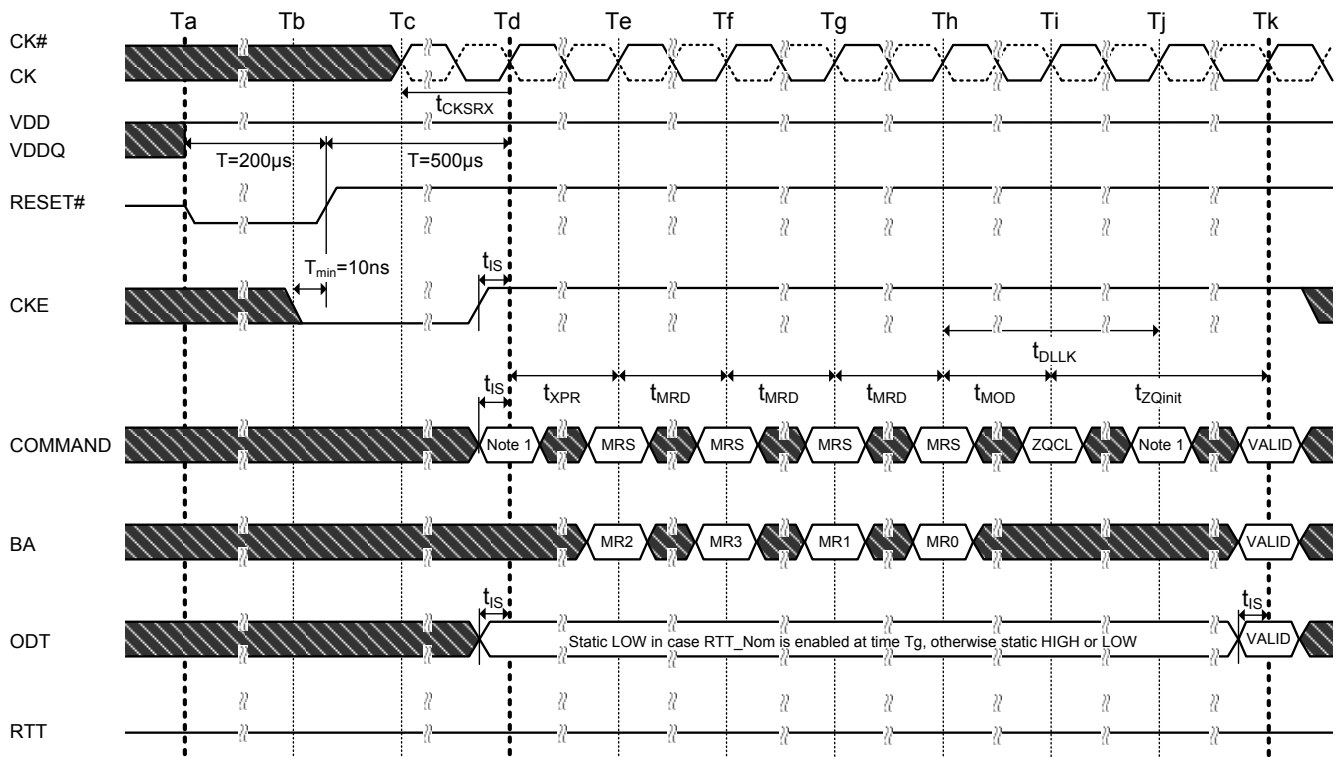 Ta Tb Tc Td Te Tf Tg Th Ti Tj Tk
CK#
CK
tCKSRX
VDD
VDDQ
T=200µs T=500µs
RESET#
Tmin=10ns tIS
CKE
tDLLK
tIS tXPR tMRD tMRD tMRD tMOD tZQinit
COMMAND Note 1 MRS MRS MRS MRS ZQCL Note 1 VALID
BA MR2 MR3 MR1 MR0 VALID
tIS tIS
ODT Static LOW in case RTT_Nom is enabled at time Tg, otherwise static HIGH or LOW VALID
RTT